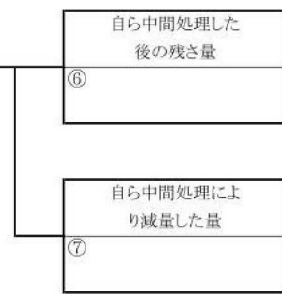 自ら中間処理した
後の残さ量
⑥
自ら中間処理によ
り減量した量
⑦